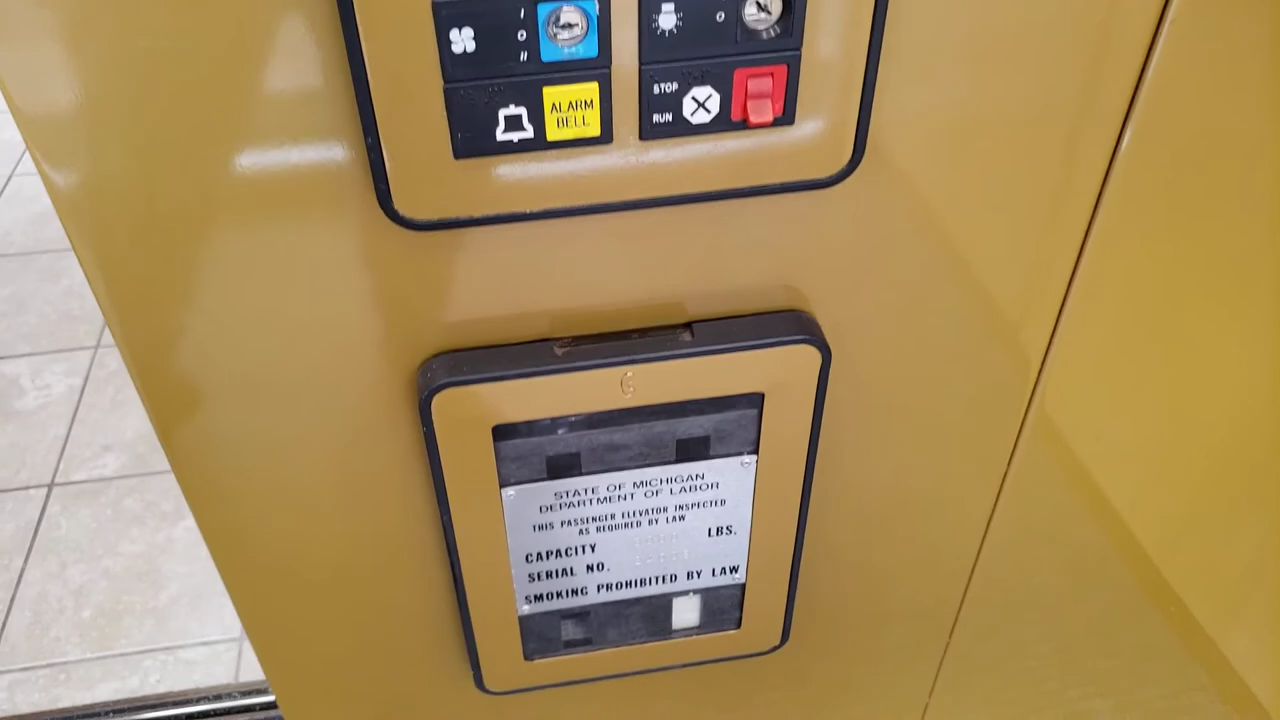 I
O
II
O
ALARM
BELL
STOP
RUN
STATE OF MICHIGAN
DEPARTMENT OF LABOR
THIS PASSENGER ELEVATOR INSPECTED
AS REQUIRED BY LAW
CAPACITY LBS.
SERIAL NO.
SMOKING PROHIBITED BY LAW